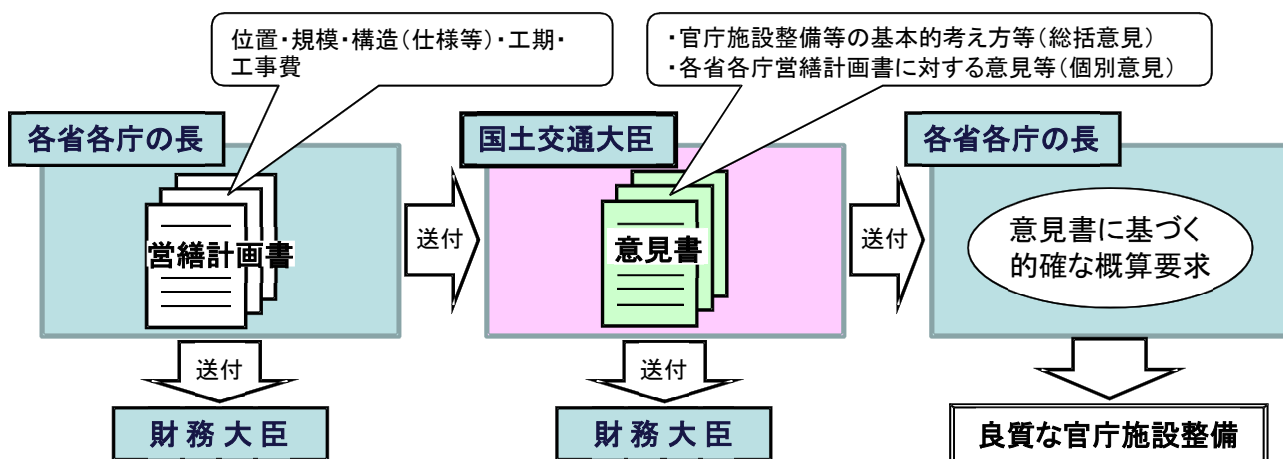 位置・規模・構造(仕様等)・工期・
工事費
・官庁施設整備等の基本的考え方等(総括意見)
・各省各庁営繕計画書に対する意見等(個別意見)
各省各庁の長
国土交通大臣
各省各庁の長
営繕計画書
送付
意見書
送付
意見書に基づく
的確な概算要求
送付
送付
財務大臣
財務大臣
良質な官庁施設整備